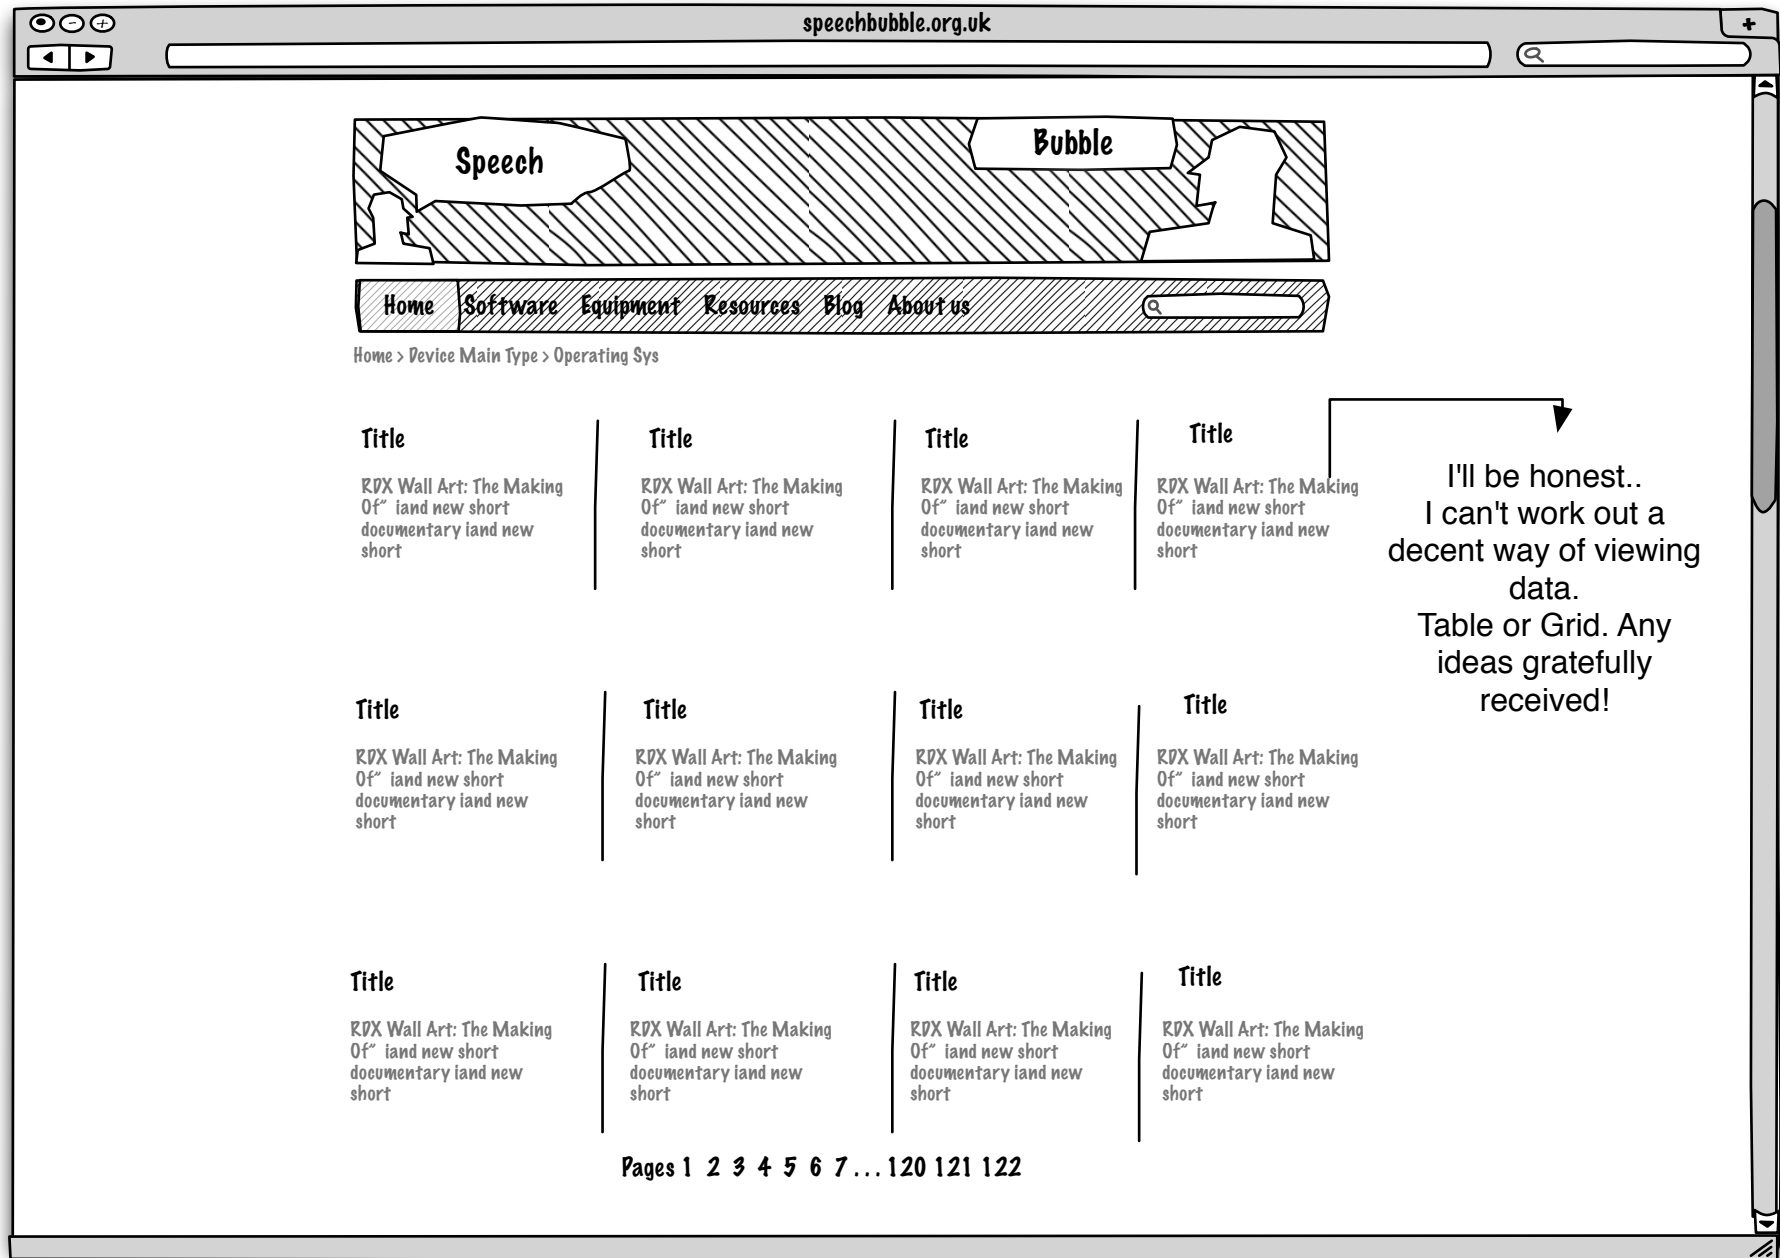 speechbubble.org.uk
Speech
Bubble
Home Software Equipment Resources Blog About us
Home > Device Main Type > Operating Sys
Title
RDX Wall Art: The Making
Of” iand new short
documentary iand new
short
Title
RDX Wall Art: The Making
Of” iand new short
documentary iand new
short
Title
RDX Wall Art: The Making
Of” iand new short
documentary iand new
short
Title
RDX Wall Art: The Making
Of” iand new short
documentary iand new
short
I'll be honest..
I can't work out a
decent way of viewing
data.
Table or Grid. Any
ideas gratefully
received!
Title
RDX Wall Art: The Making
Of” iand new short
documentary iand new
short
Title
RDX Wall Art: The Making
Of” iand new short
documentary iand new
short
Title
RDX Wall Art: The Making
Of” iand new short
documentary iand new
short
Title
RDX Wall Art: The Making
Of” iand new short
documentary iand new
short
Title
RDX Wall Art: The Making
Of” iand new short
documentary iand new
short
Title
RDX Wall Art: The Making
Of” iand new short
documentary iand new
short
Title
RDX Wall Art: The Making
Of” iand new short
documentary iand new
short
Title
RDX Wall Art: The Making
Of” iand new short
documentary iand new
short
Pages 1 2 3 4 5 6 7 . . . 120 121 122